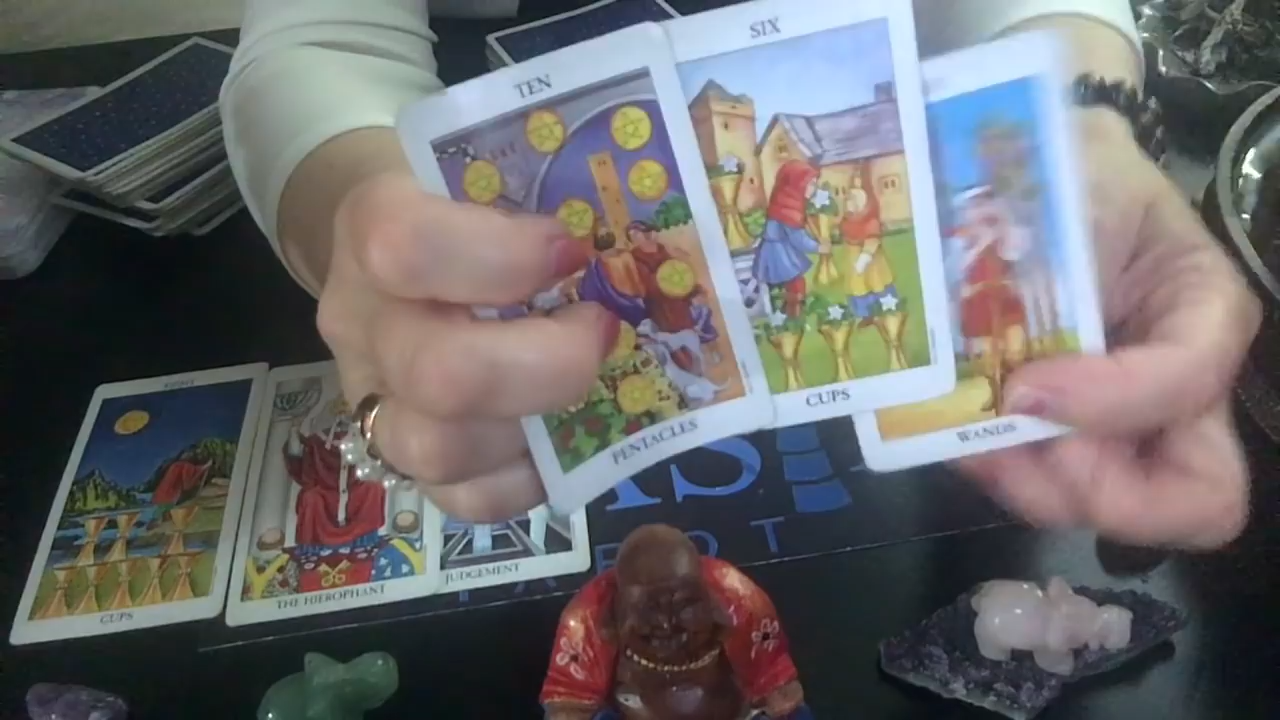 TEN
PENTACLES
SIX
CUPS
WANDS
CUPS
THE HIEROPHANT
JUDGEMENT